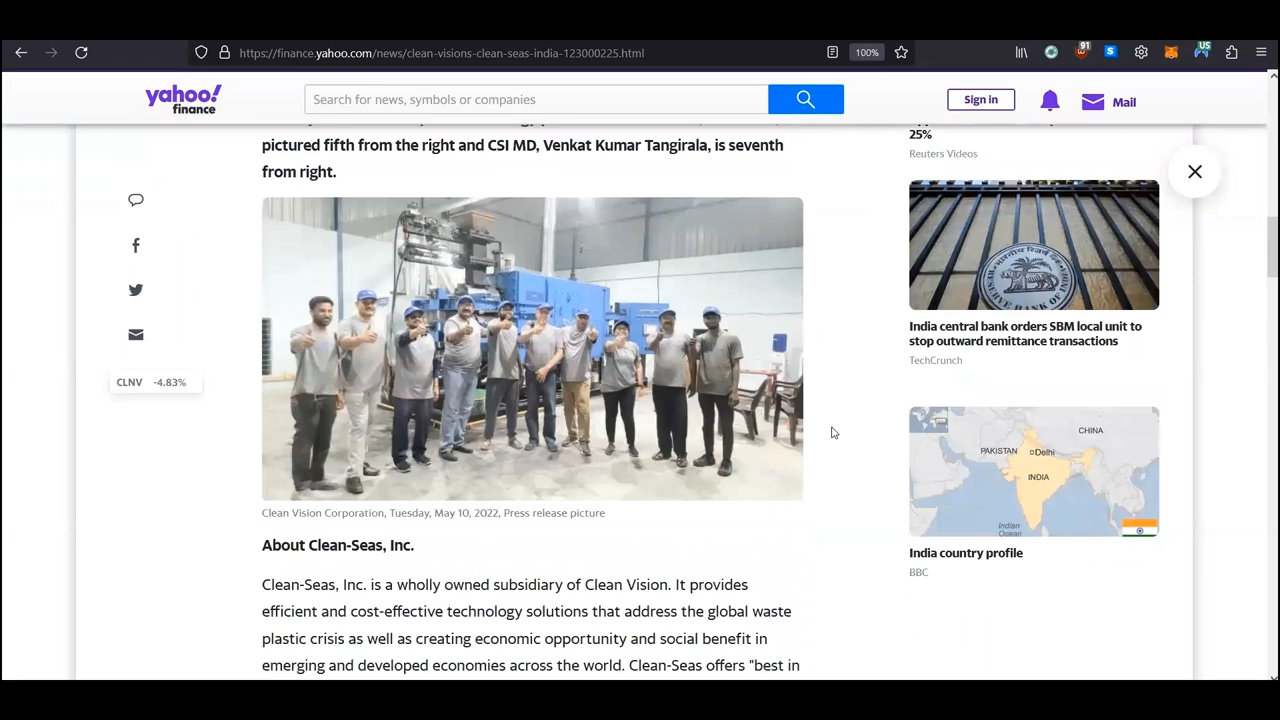 https://finance.yahoo.com/news/clean-visions-clean-seas-india-123000225.html
100%
91
S
US
yahoo!
finance
Search for news, symbols or companies
Sign in
Mail
pictured fifth from the right and CSI MD, Venkat Kumar Tangirala, is seventh
from right.
Clean Vision Corporation, Tuesday, May 10, 2022, Press release picture
About Clean-Seas, Inc.
Clean-Seas, Inc. is a wholly owned subsidiary of Clean Vision. It provides
efficient and cost-effective technology solutions that address the global waste
plastic crisis as well as creating economic opportunity and social benefit in
emerging and developed economies across the world. Clean-Seas offers "best in
CLNV -4.83%
25%
Reuters Videos
RESERVE BANK OF INDIA
India central bank orders SBM local unit to
stop outward remittance transactions
TechCrunch
CHINA
PAKISTAN
Delhi
INDIA
Indian
Ocean
India country profile
BBC